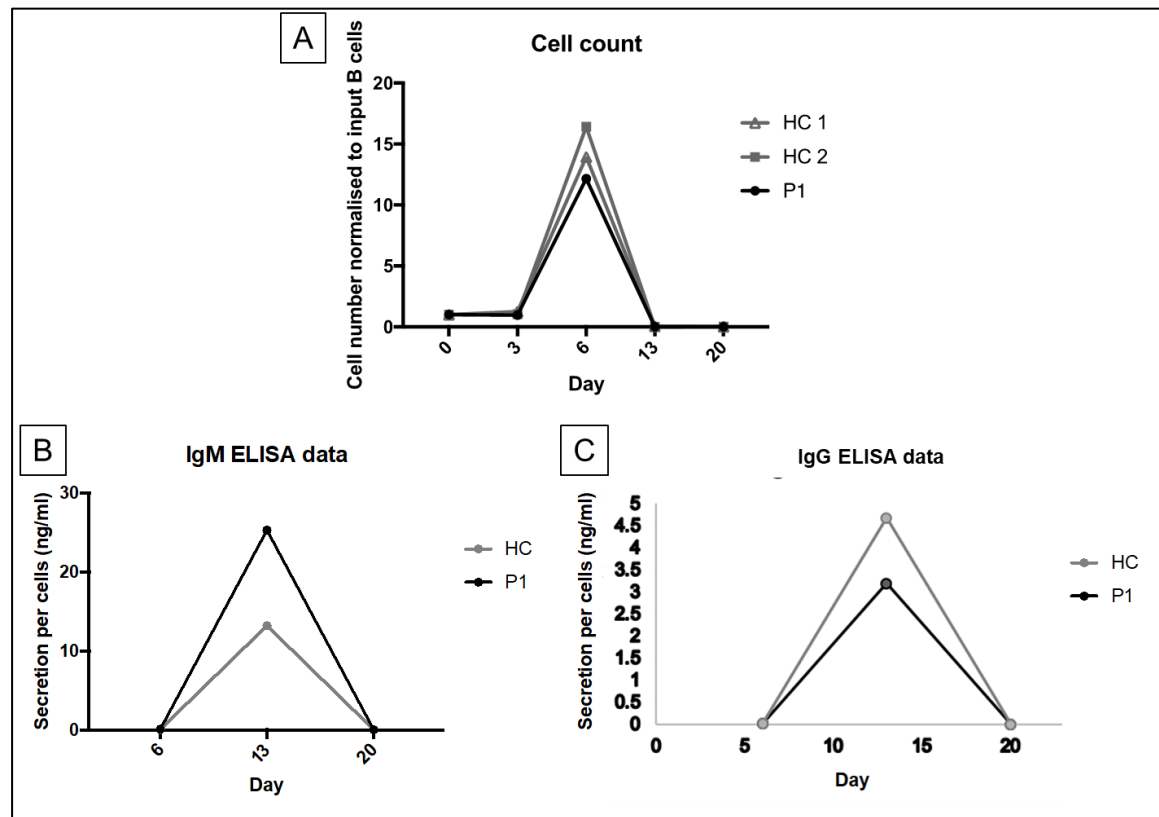 A
Cell count
Cell number normalised to input B cells
20
15
10
5
0
0
3
6
13
20
Day
HC 1
HC 2
P1
B
IgM ELISA data
Secretion per cells (ng/ml)
30
20
10
0
6
13
20
Day
HC
P1
C
IgG ELISA data
Secretion per cells (ng/ml)
5
4.5
4
3.5
3
2.5
2
1.5
1
0.5
0
0 5 10 15 20
Day
HC
P1